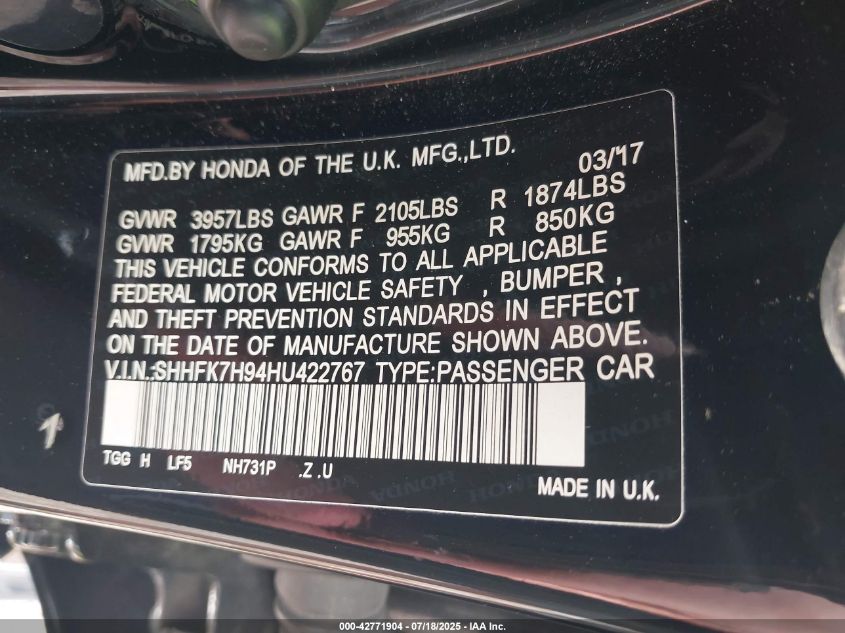 MFD.BY HONDA OF THE U.K. MFG.,LTD. 03/17
GVWR 3957LBS GAWR F 2105LBS R 1874LBS
GVWR 1795KG GAWR F 955KG R 850KG
THIS VEHICLE CONFORMS TO ALL APPLICABLE
FEDERAL MOTOR VEHICLE SAFETY , BUMPER ,
AND THEFT PREVENTION STANDARDS IN EFFECT
ON THE DATE OF MANUFACTURE SHOWN ABOVE.
V.I.N.:SHHFK7H94HU422767 TYPE:PASSENGER CAR
TGG H LF5 NH731P .Z .U
MADE IN U.K.
000-42771904 - 07/18/2025 - IAA Inc.